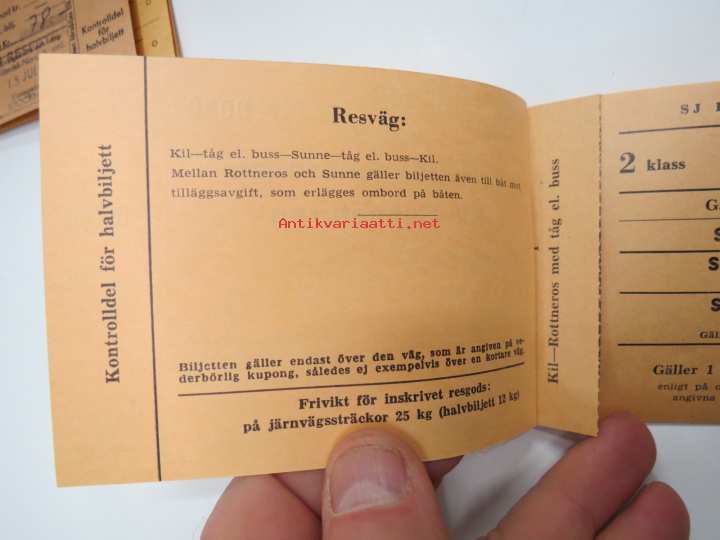 78
Kontrolldel
för
halvbiljett
Kontrolldel för halvbiljett
Resväg:
Kil—tåg el. buss—Sunne—tåg el. buss—Kil.
Mellan Rottneros och Sunne gäller biljetten även till båt mot
tilläggsavgift, som erlägges ombord på båten.
Antikvariaatti.net
Biljetten gäller endast över den väg, som är angiven på ve-
derbörlig kupong, således ej exempelvis över en kortare väg.
Frivikt för inskrivet resgods:
på järnvägssträckor 25 kg (halvbiljett 12 kg)
Kil—Rottneros med tåg el. buss
SJ
2 klass
Gäller 1
enligt på
angivna